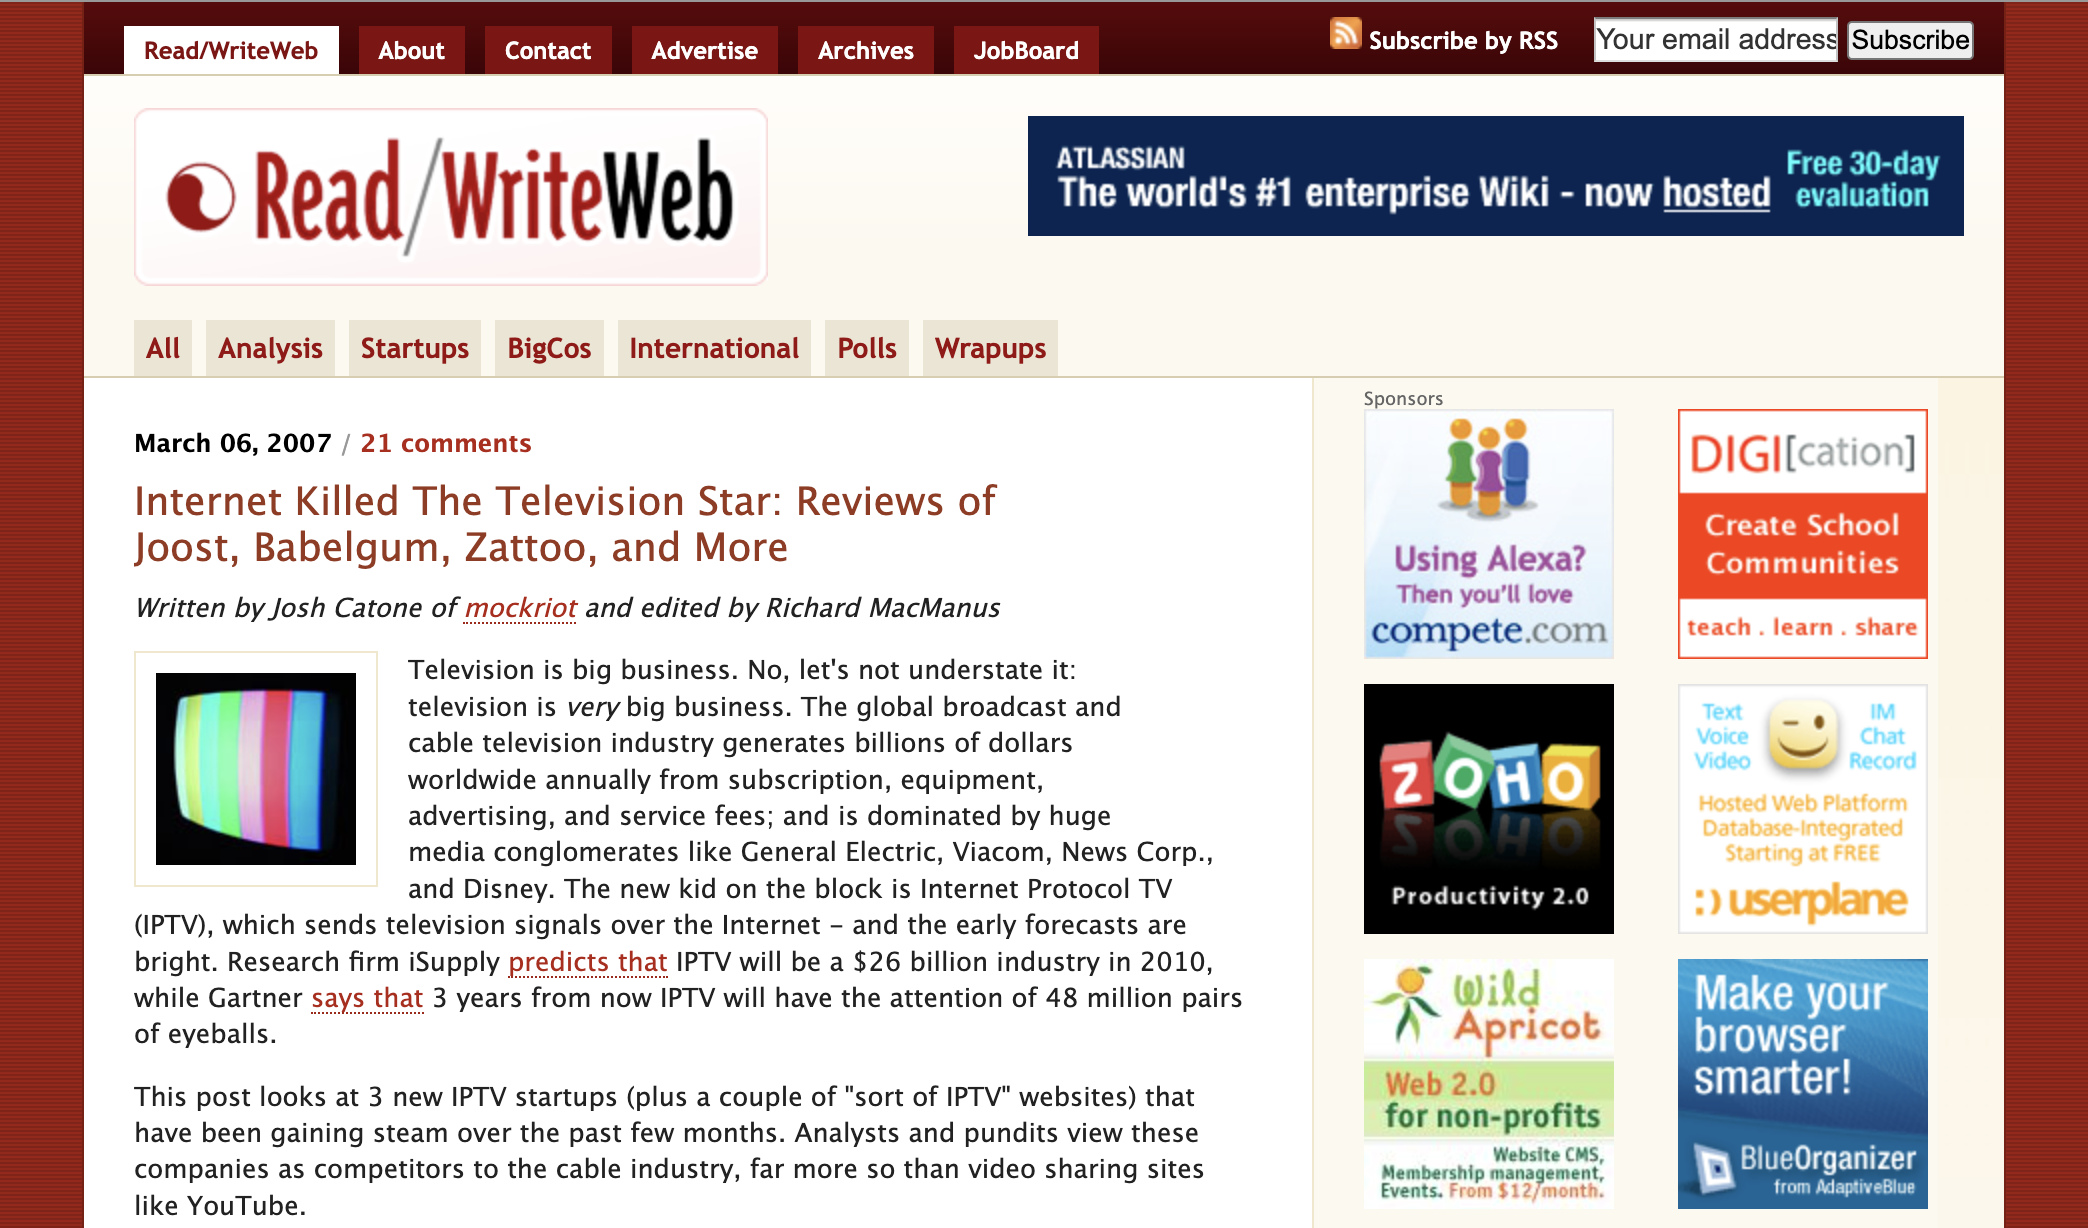 Read/WriteWeb
About
Contact
Advertise
Archives
JobBoard
Subscribe by RSS
Your email address
Subscribe
Read/WriteWeb
ATLASSIAN
The world's #1 enterprise Wiki - now hosted
Free 30-day
evaluation
All
Analysis
Startups
BigCos
International
Polls
Wrapups
March 06, 2007 / 21 comments
Internet Killed The Television Star: Reviews of
Joost, Babelgum, Zattoo, and More
Written by Josh Catone of mockriot and edited by Richard MacManus
Television is big business. No, let's not understate it:
television is very big business. The global broadcast and
cable television industry generates billions of dollars
worldwide annually from subscription, equipment,
advertising, and service fees; and is dominated by huge
media conglomerates like General Electric, Viacom, News Corp.,
and Disney. The new kid on the block is Internet Protocol TV
(IPTV), which sends television signals over the Internet – and the early forecasts are
bright. Research firm iSupply predicts that IPTV will be a $26 billion industry in 2010,
while Gartner says that 3 years from now IPTV will have the attention of 48 million pairs
of eyeballs.
This post looks at 3 new IPTV startups (plus a couple of "sort of IPTV" websites) that
have been gaining steam over the past few months. Analysts and pundits view these
companies as competitors to the cable industry, far more so than video sharing sites
like YouTube.
Sponsors
Using Alexa?
Then you'll love
compete.com
DIGI[cation]
Create School
Communities
teach . learn . share
ZOHO
Productivity 2.0
Text
Voice
Video
IM
Chat
Record
Hosted Web Platform
Database-Integrated
Starting at FREE
:) userplane
Wild
Apricot
Web 2.0
for non-profits
Website CMS,
Membership management,
Events. From $12/month.
Make your
browser
smarter!
BlueOrganizer
from AdaptiveBlue